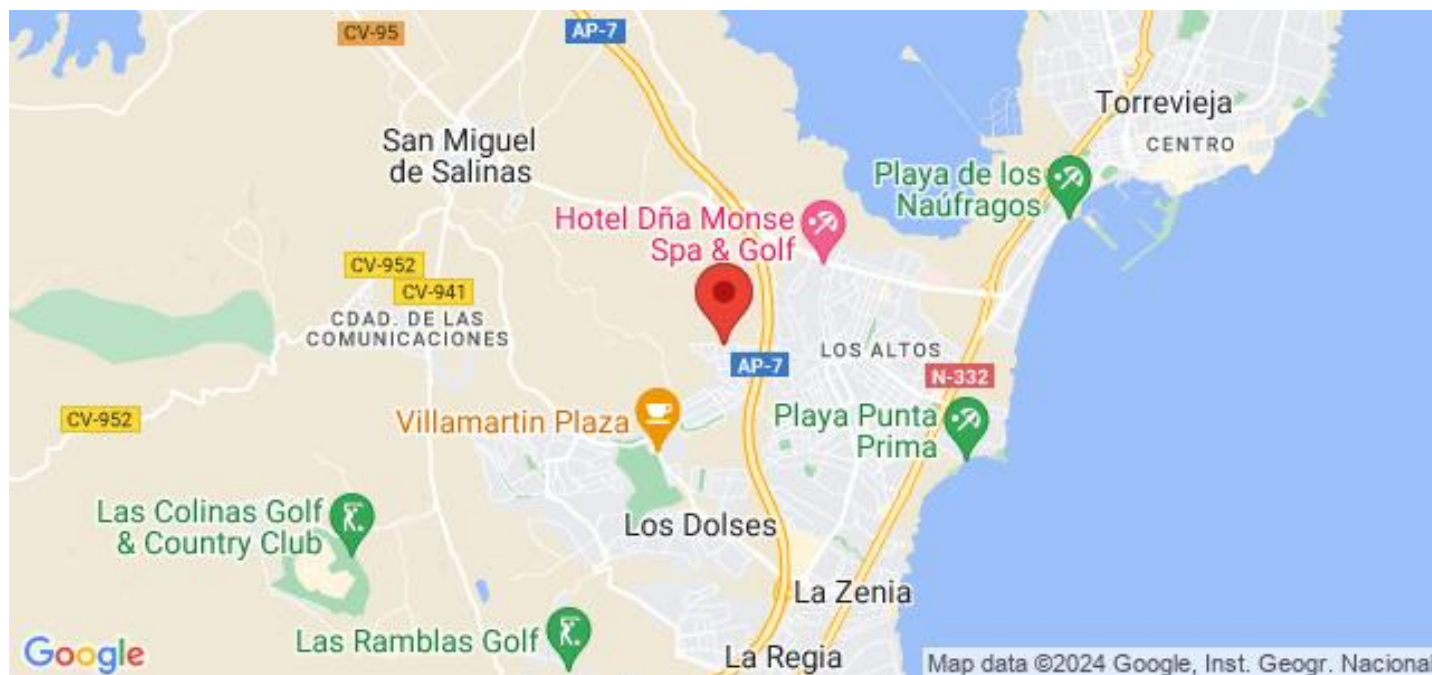 CV-95
AP-7
Torrevieja
CENTRO
San Miguel
de Salinas
Playa de los
Naúfragos
Hotel Dña Monse
Spa & Golf
CV-952
CV-941
CDAD. DE LAS
COMUNICACIONES
LOS ALTOS
AP-7
N-332
CV-952
Villamartin Plaza
Playa Punta
Prima
Las Colinas Golf
& Country Club
Los Dolses
La Zenia
Las Ramblas Golf
La Regia
Google
Map data ©2024 Google, Inst. Geogr. Nacional